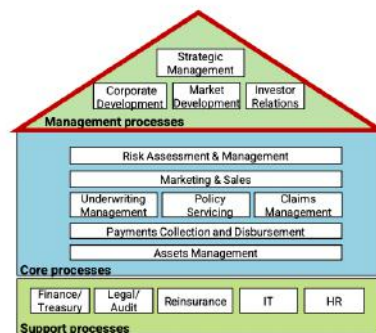 Strategic
Management
Corporate Market Investor
Development Development Relations
Management processes
Risk Assessment & Management
Marketing & Sales
Underwriting Policy Claims
Management Servicing Management
Payments Collection and Disbursement
Assets Management
Core processes
Finance/ Legal/ Reinsurance IT HR
Treasury Audit
Support processes